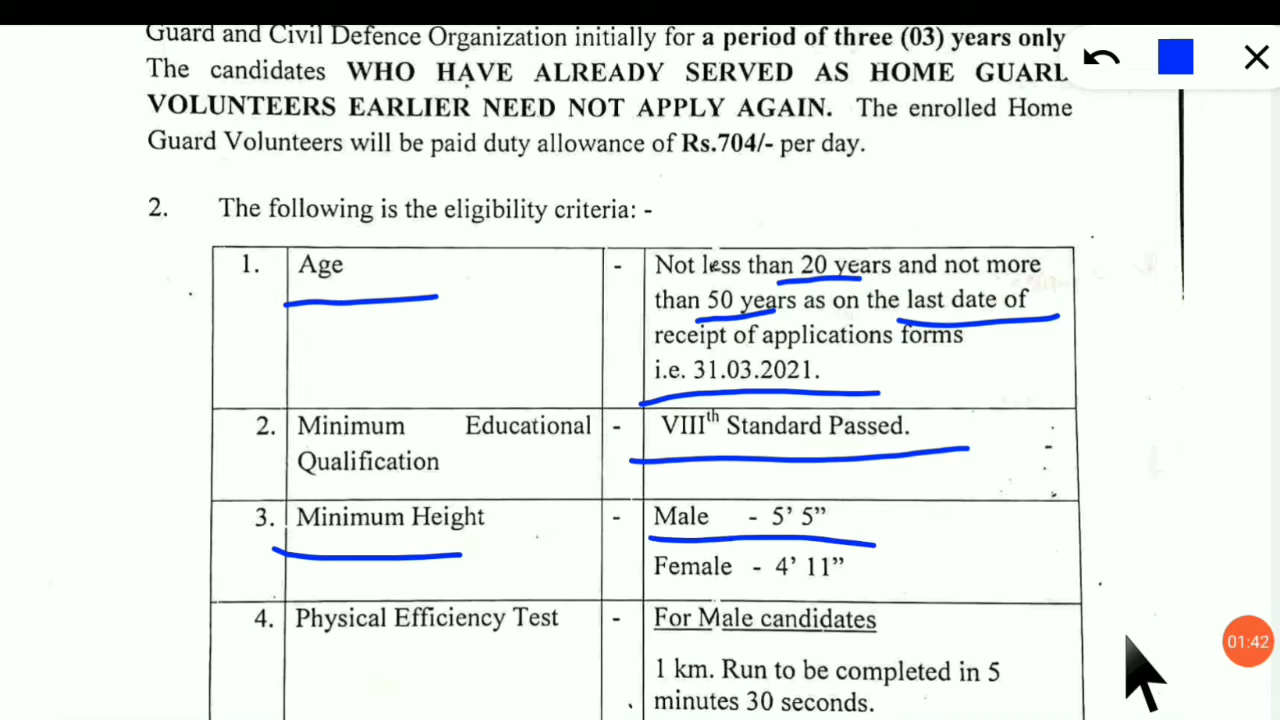 Guard and Civil Defence Organization initially for a period of three (03) years only
The candidates WHO HAVE ALREADY SERVED AS HOME GUARD
VOLUNTEERS EARLIER NEED NOT APPLY AGAIN. The enrolled Home
Guard Volunteers will be paid duty allowance of Rs.704/- per day.
2. The following is the eligibility criteria: -
1. Age - Not less than 20 years and not more
than 50 years as on the last date of
receipt of applications forms
i.e. 31.03.2021.
2. Minimum Educational - VIIIth Standard Passed.
Qualification
3. Minimum Height - Male - 5' 5"
Female - 4' 11"
4. Physical Efficiency Test - For Male candidates
1 km. Run to be completed in 5
minutes 30 seconds.
01:42